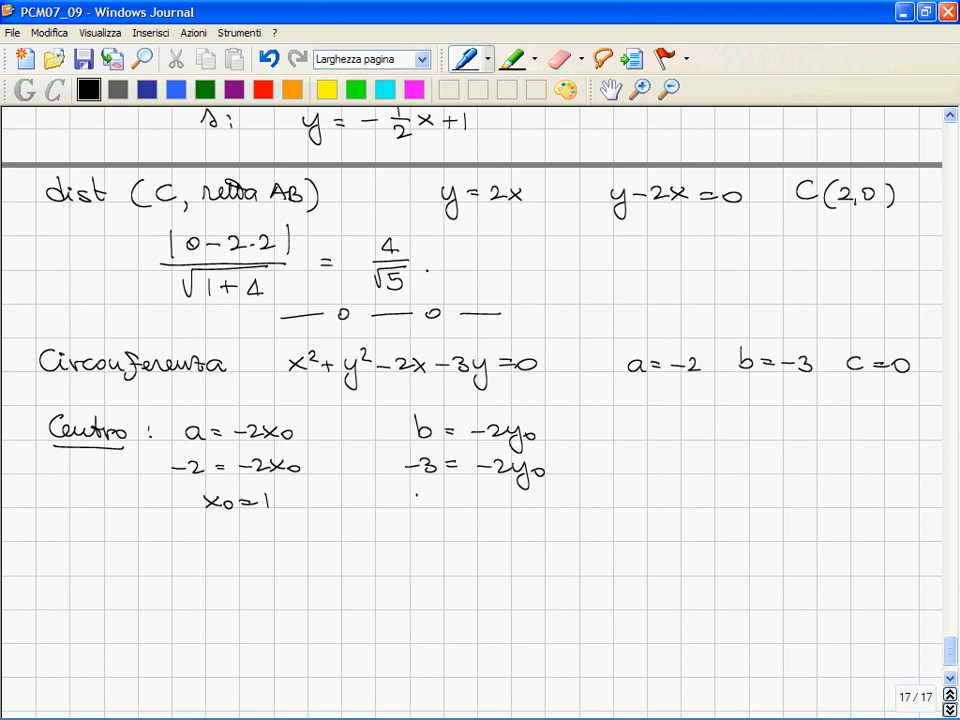 PCM07_09 - Windows Journal
File Modifica Visualizza Inserisci Azioni Strumenti ?
Larghezza pagina
G C
s: y = - 1/2 x + 1
dist (C, retta AB) y = 2x y - 2x = 0 C(2,0)
|0 - 2·2| / √1+4 = 4/√5 .
— o — o —
Circonferenza x² + y² - 2x - 3y = 0 a = -2 b = -3 c = 0
Centro : a = -2x0 b = -2y0
-2 = -2x0 -3 = -2y0
x0 = 1
17 / 17